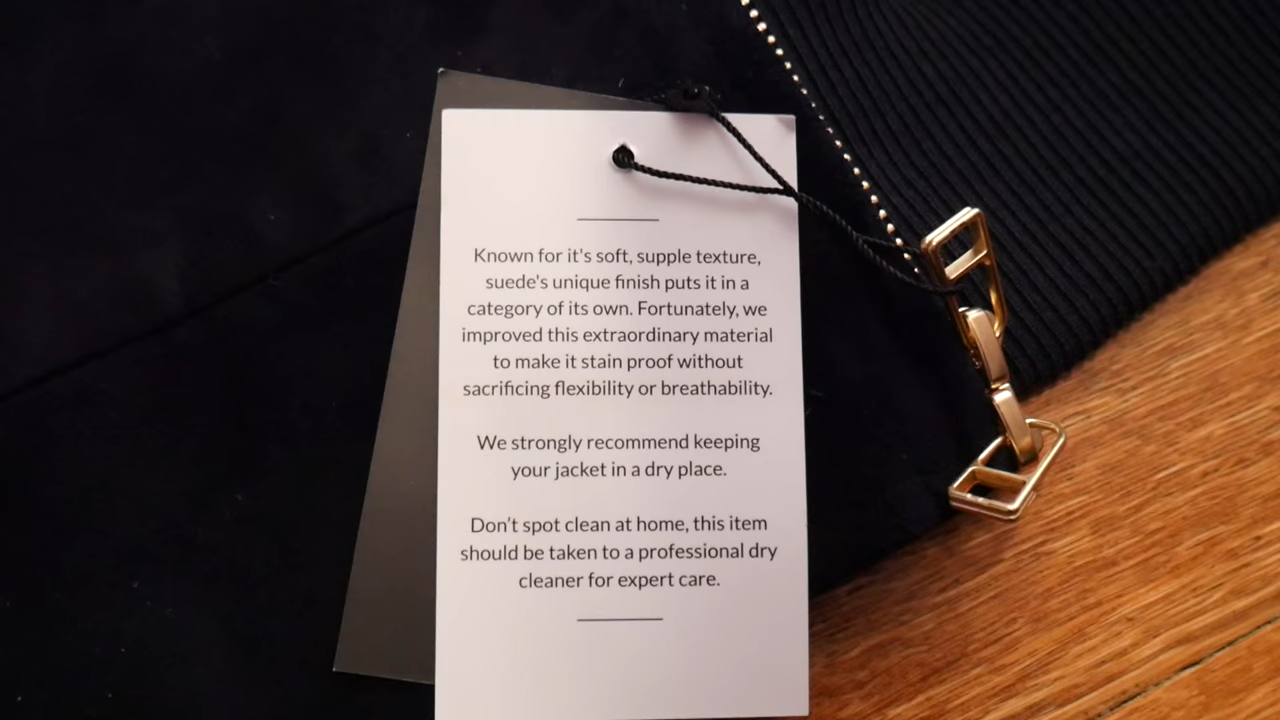 Known for it's soft, supple texture,
suede's unique finish puts it in a
category of its own. Fortunately, we
improved this extraordinary material
to make it stain proof without
sacrificing flexibility or breathability.
We strongly recommend keeping
your jacket in a dry place.
Don't spot clean at home, this item
should be taken to a professional dry
cleaner for expert care.